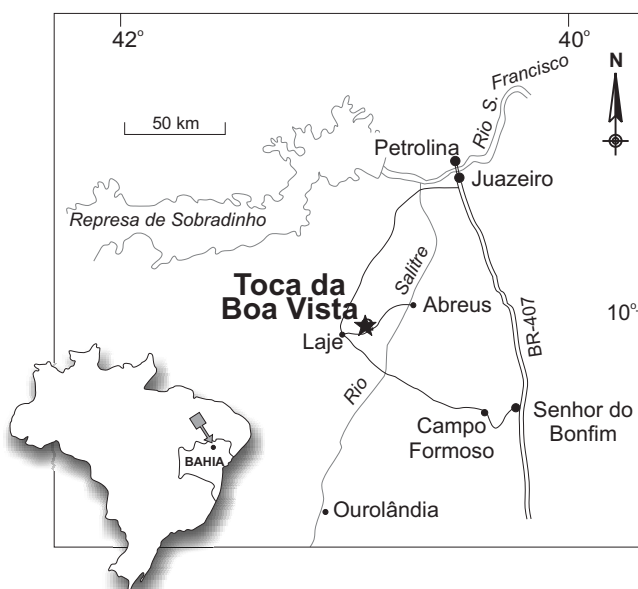 42°
40°
N
50 km
Rio S. Francisco
Petrolina
Juazeiro
Represa de Sobradinho
Salitre
Toca da
Boa Vista
Abreus
10°
Laje
BR-407
Rio
Campo
Formoso
Senhor do
Bonfim
BAHIA
Ourolândia